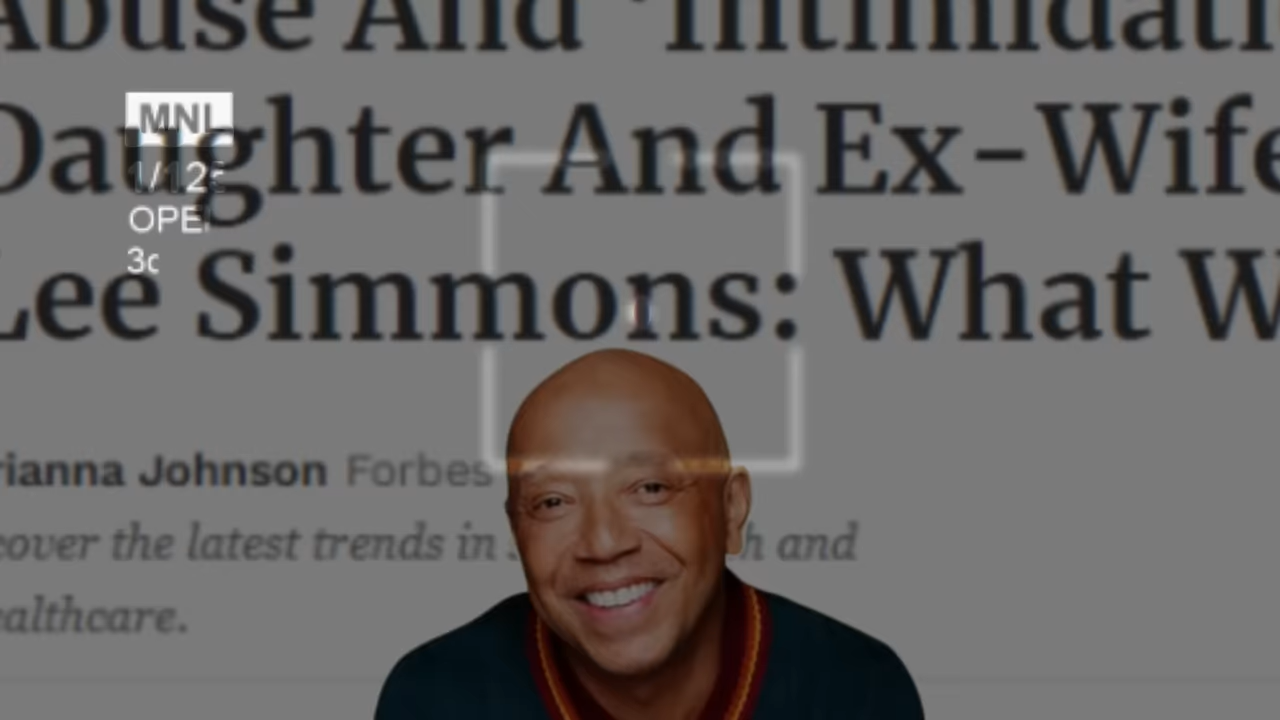 Abuse And 'Intimidati
MNL
Daughter And Ex-Wife
OPE
Lee Simmons: What W
rianna Johnson Forbes
cover the latest trends in
and
ealthcare.